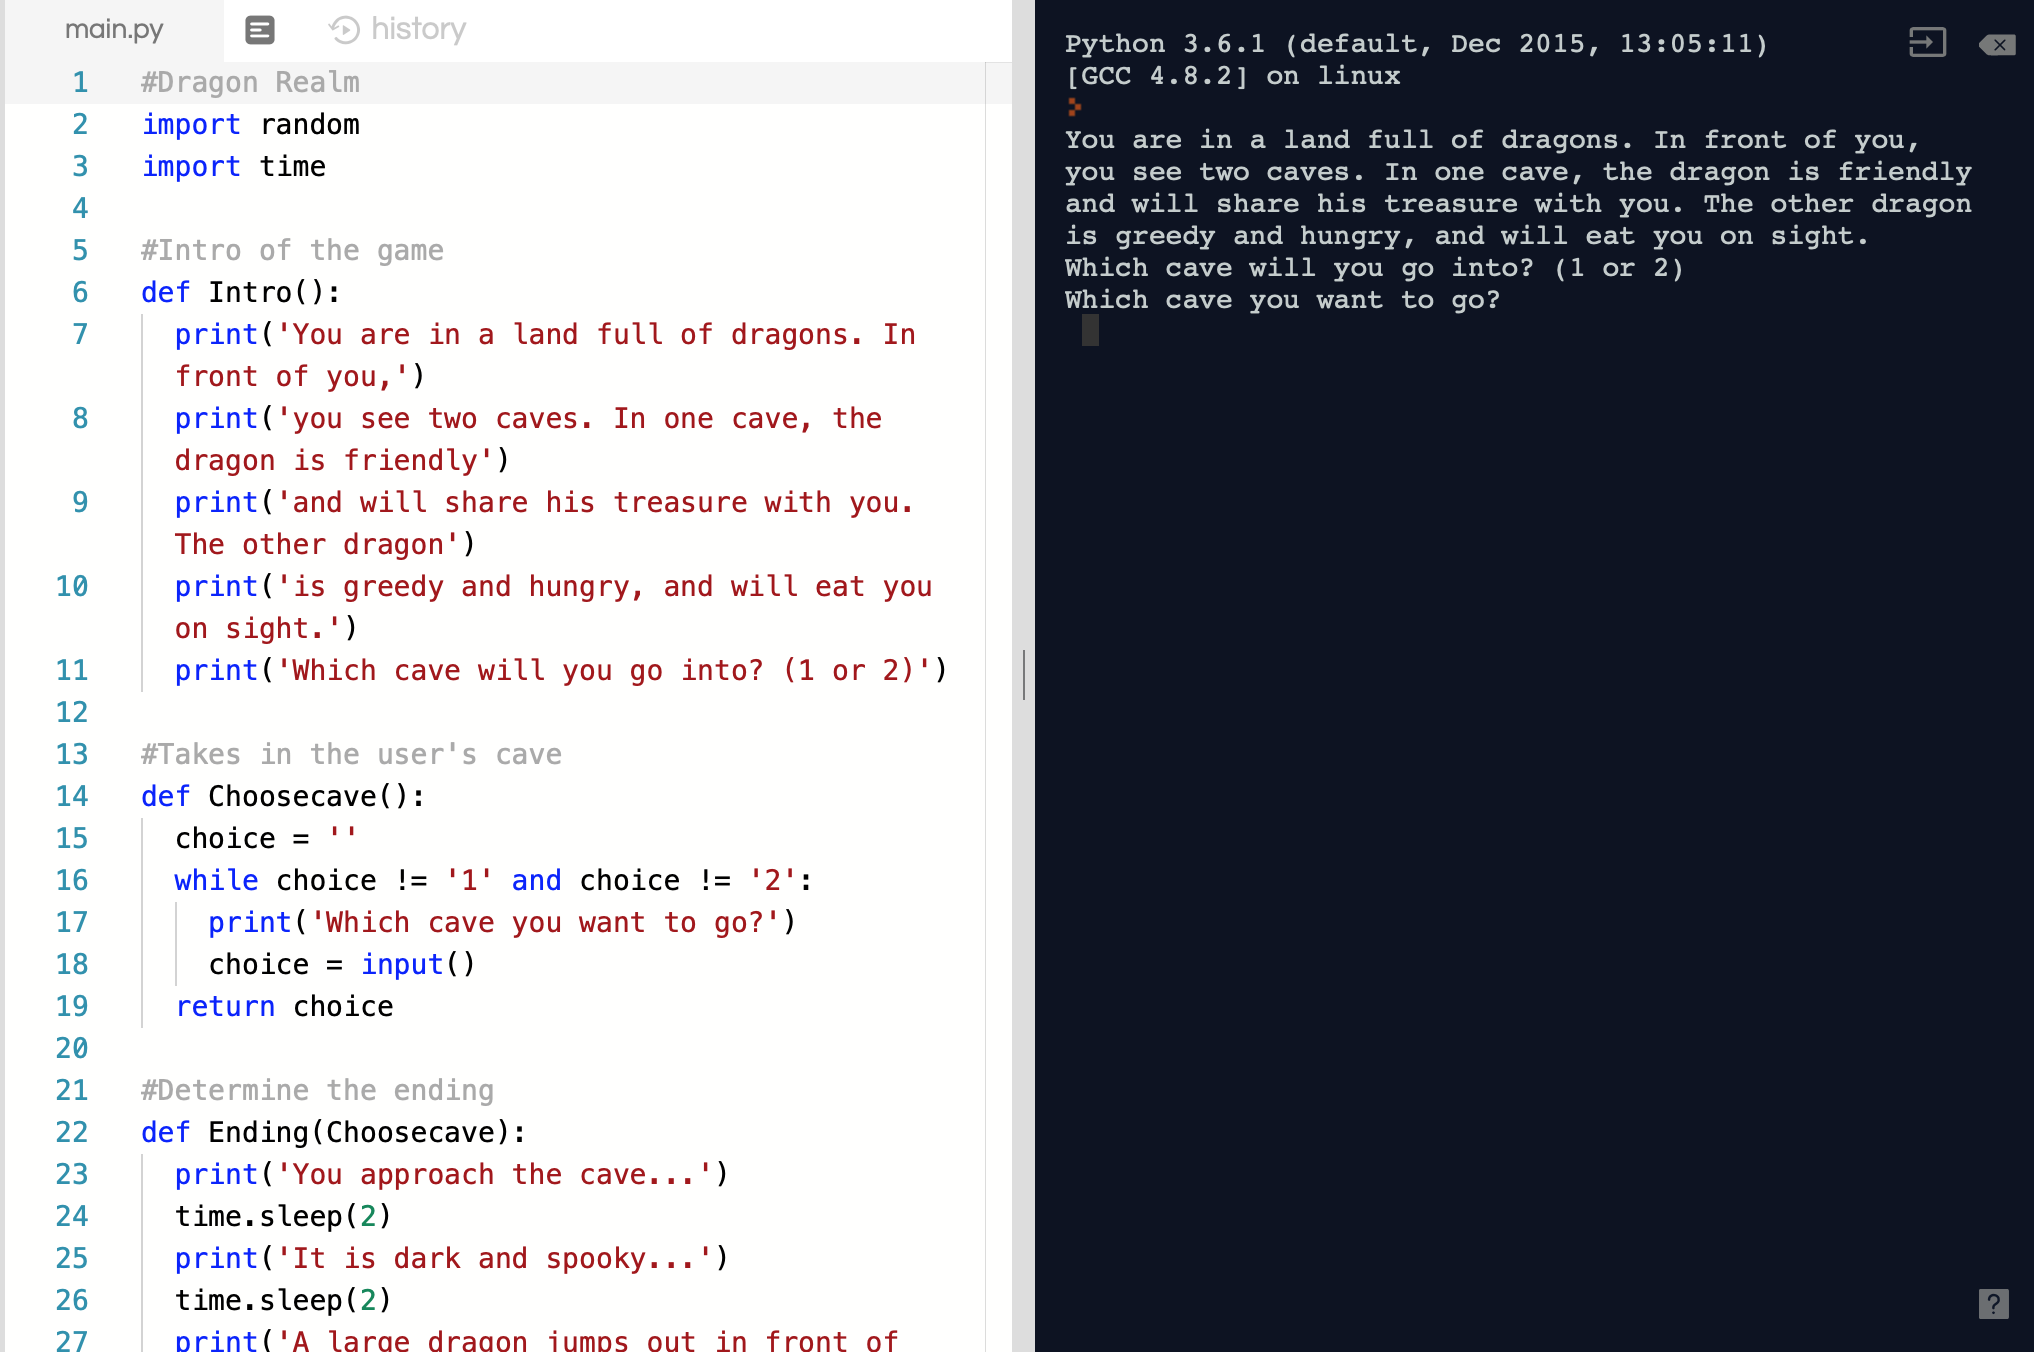 main.py history
1 #Dragon Realm
2 import random
3 import time
4
5 #Intro of the game
6 def Intro():
7   print('You are in a land full of dragons. In
  front of you,')
8   print('you see two caves. In one cave, the
  dragon is friendly')
9   print('and will share his treasure with you.
  The other dragon')
10   print('is greedy and hungry, and will eat you
  on sight.')
11   print('Which cave will you go into? (1 or 2)')
12
13 #Takes in the user's cave
14 def Choosecave():
15   choice = ''
16   while choice != '1' and choice != '2':
17     print('Which cave you want to go?')
18     choice = input()
19   return choice
20
21 #Determine the ending
22 def Ending(Choosecave):
23   print('You approach the cave...')
24   time.sleep(2)
25   print('It is dark and spooky...')
26   time.sleep(2)
27   print('A large dragon jumps out in front of
Python 3.6.1 (default, Dec 2015, 13:05:11)
[GCC 4.8.2] on linux
You are in a land full of dragons. In front of you,
you see two caves. In one cave, the dragon is friendly
and will share his treasure with you. The other dragon
is greedy and hungry, and will eat you on sight.
Which cave will you go into? (1 or 2)
Which cave you want to go?
?